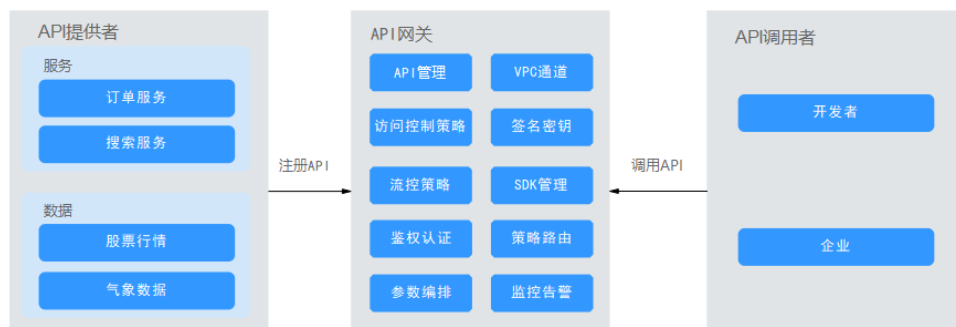 API提供者
服务
订单服务
搜索服务
数据
股票行情
气象数据
注册API
API网关
API管理
VPC通道
访问控制策略
签名密钥
流控策略
SDK管理
鉴权认证
策略路由
参数编排
监控告警
调用API
API调用者
开发者
企业